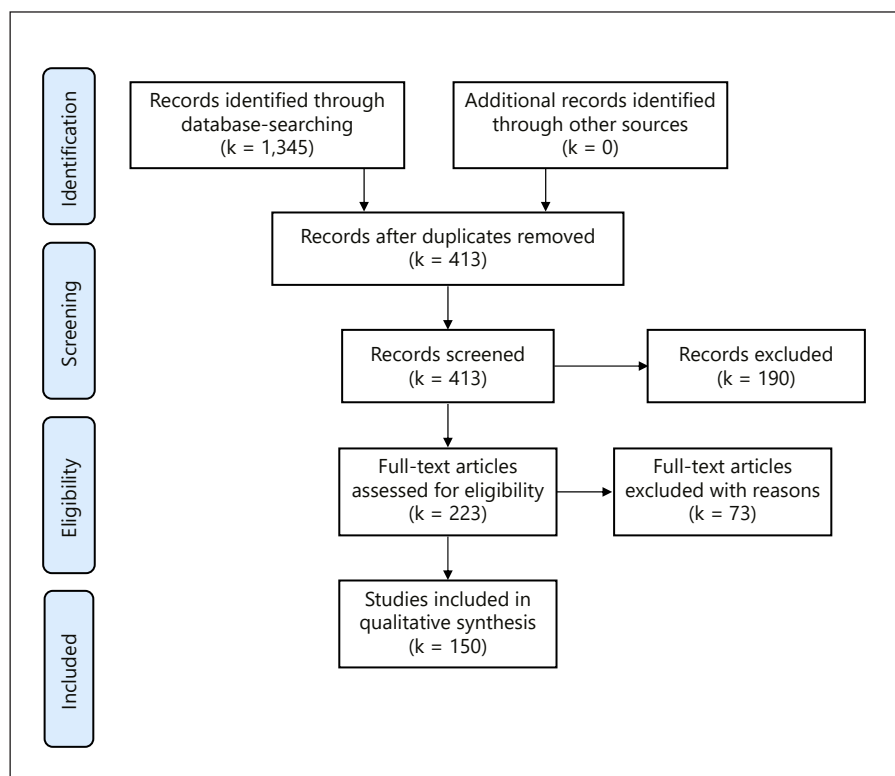 Identification
Records identified through
database-searching
(k = 1,345)
Additional records identified
through other sources
(k = 0)
Records after duplicates removed
(k = 413)
Screening
Records screened
(k = 413)
Records excluded
(k = 190)
Eligibility
Full-text articles
assessed for eligibility
(k = 223)
Full-text articles
excluded with reasons
(k = 73)
Included
Studies included in
qualitative synthesis
(k = 150)